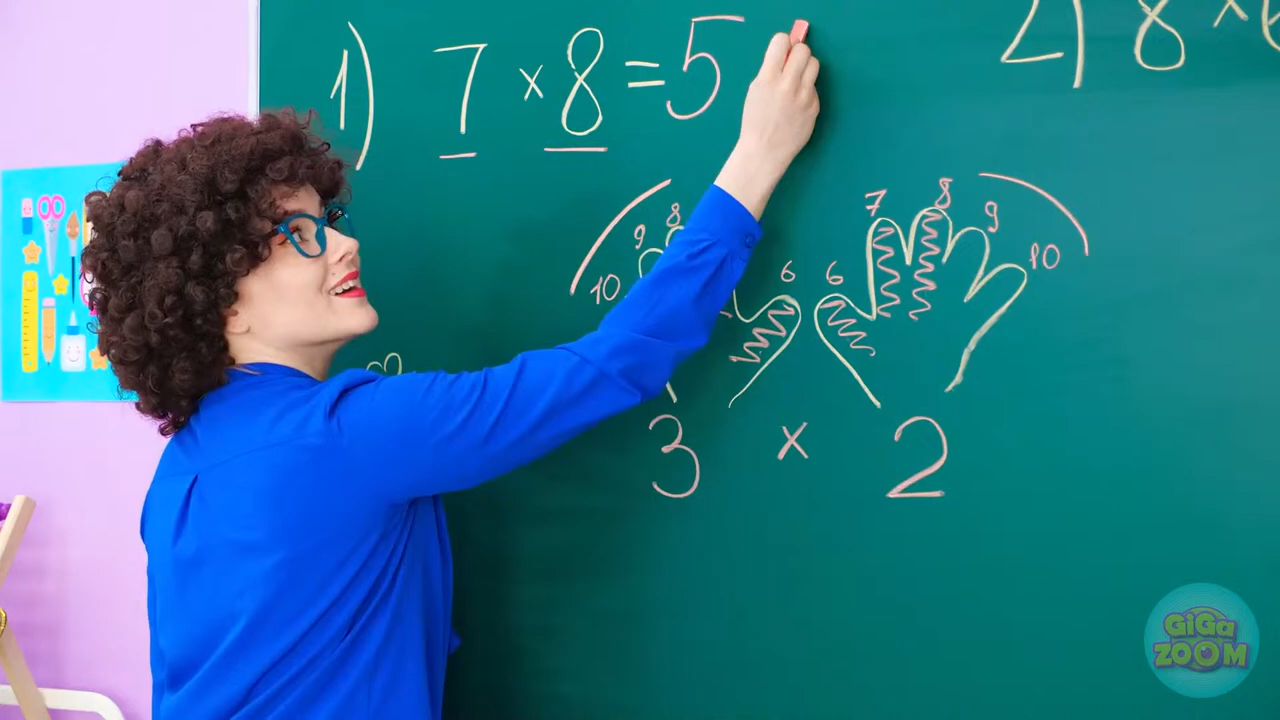 1) 7 x 8 = 5
2) 8 x 6
10 9 8 6 6 7 8 9 10
3 x 2
GiGa
ZOOM